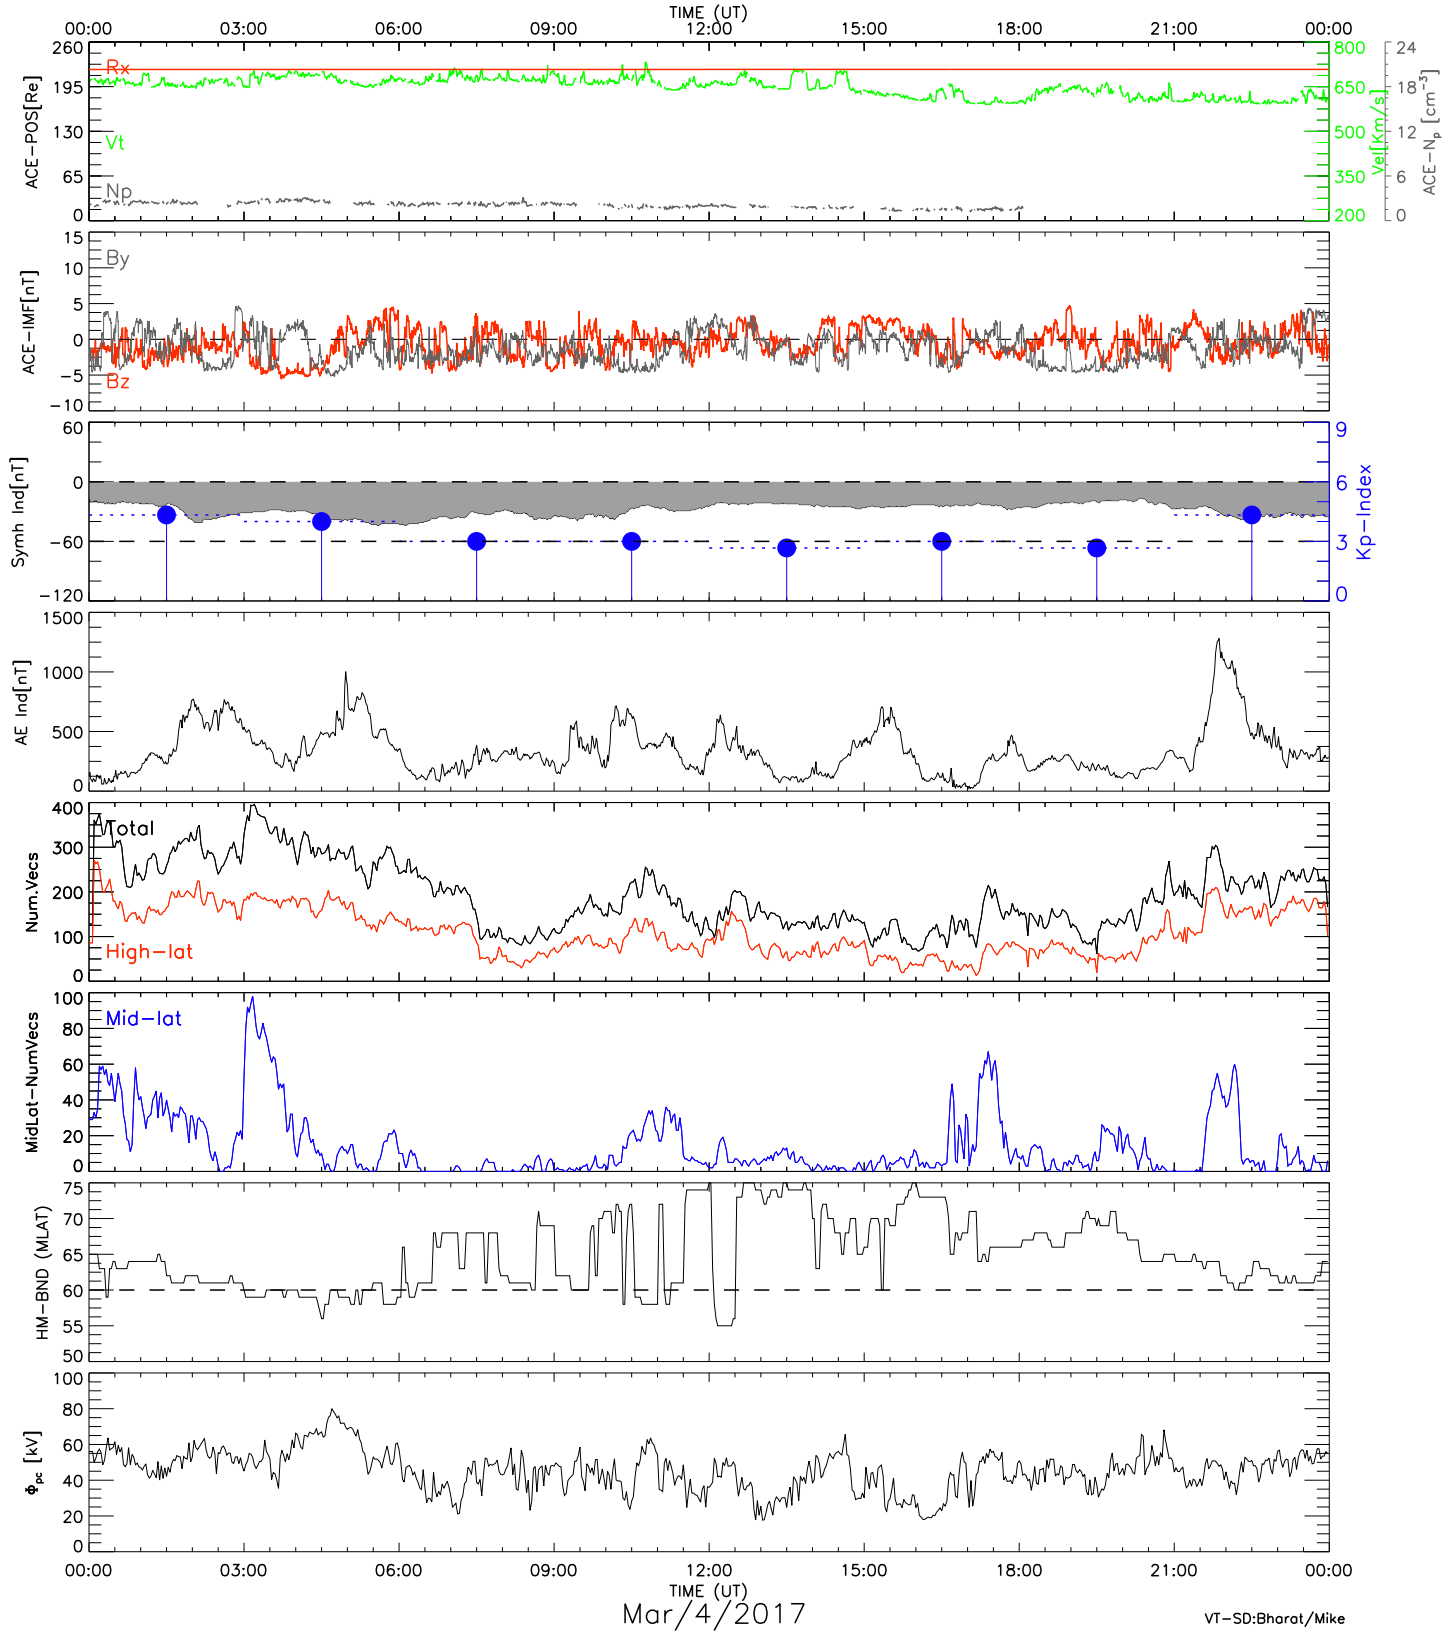 TIME (UT)
00:00 03:00 06:00 09:00 12:00 15:00 18:00 21:00 00:00
260 195 130 65 0
ACE-POS[Re]
Rx
Vt
Np
800 650 500 350 200
Vel[Km/s]
24 18 12 6 0
ACE-Np [cm⁻³]
15 10 5 0 -5 -10
ACE-IMF[nT]
By
Bz
60 0 -60 -120
Symh Ind[nT]
9 6 3 0
Kp-Index
1500 1000 500 0
AE Ind[nT]
400 300 200 100 0
Num.Vecs
Total
High-lat
100 80 60 40 20 0
MidLat-NumVecs
Mid-lat
75 70 65 60 55 50
HM-BND (MLAT)
100 80 60 40 20 0
Φpc [kV]
00:00 03:00 06:00 09:00 12:00 15:00 18:00 21:00 00:00
TIME (UT)
Mar/4/2017
VT-SD:Bharat/Mike